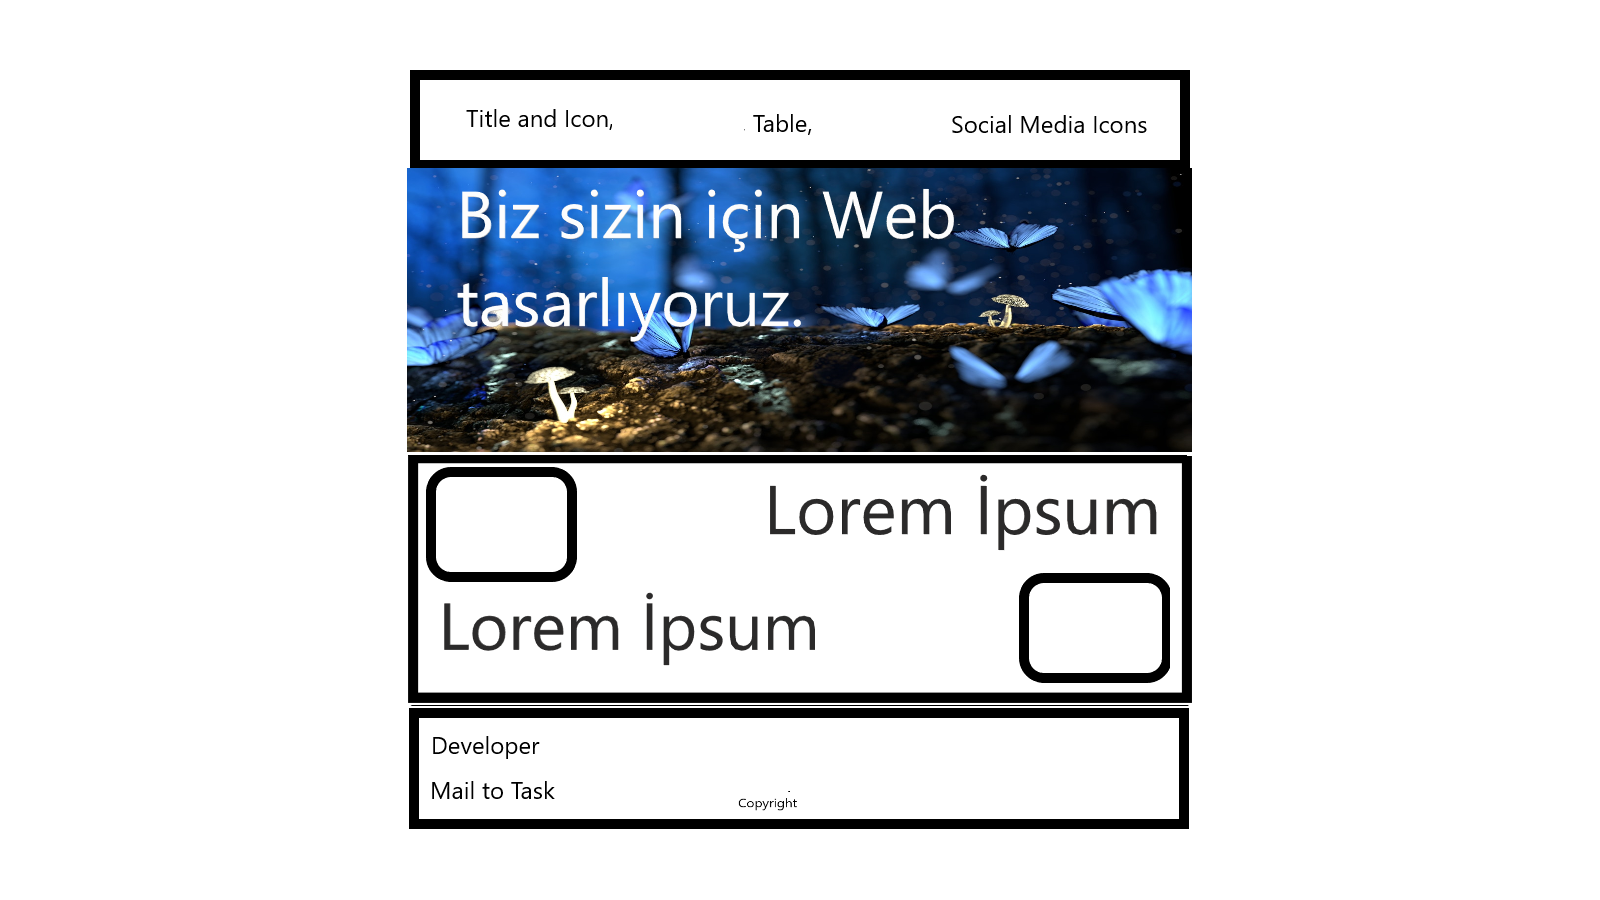 Title and Icon,
Table,
Social Media Icons
Biz sizin için Web
tasarlıyoruz.
Lorem İpsum
Lorem İpsum
Developer
Mail to Task
Copyright